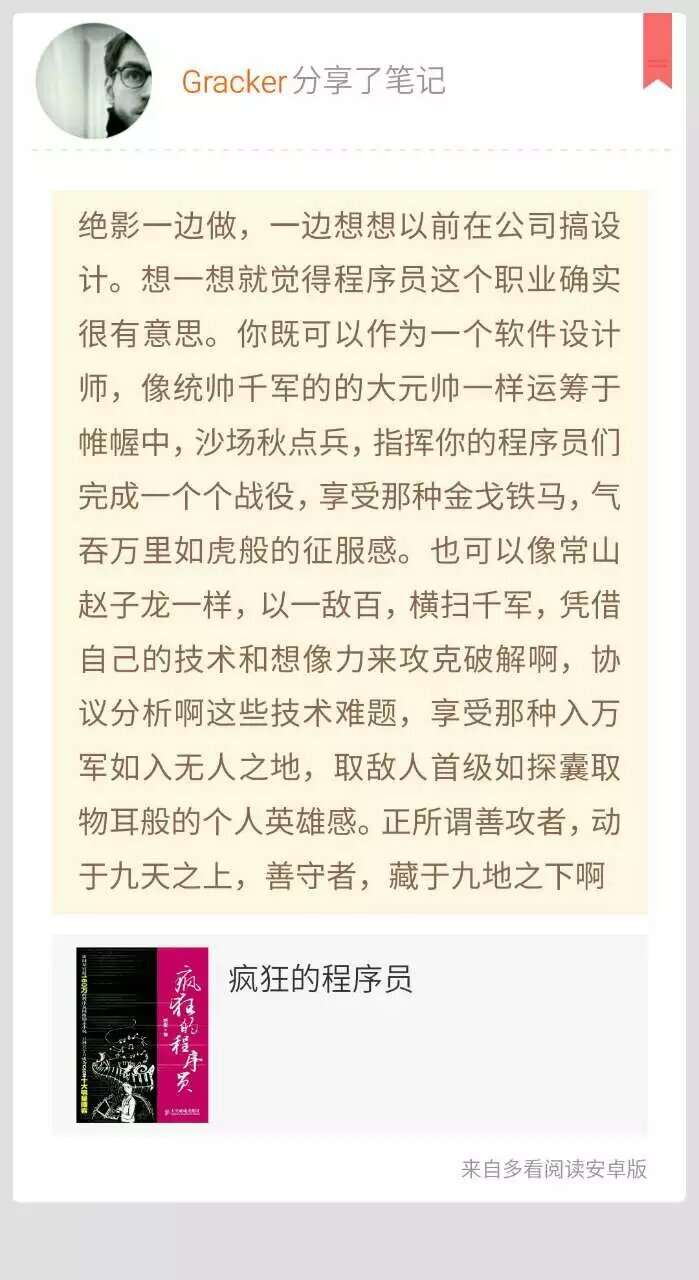 Gracker 分享了笔记
绝影一边做，一边想想以前在公司搞设
计。想一想就觉得程序员这个职业确实
很有意思。你既可以作为一个软件设计
师，像统帅千军的的大元帅一样运筹于
帷幄中，沙场秋点兵，指挥你的程序员们
完成一个个战役，享受那种金戈铁马，气
吞万里如虎般的征服感。也可以像常山
赵子龙一样，以一敌百，横扫千军，凭借
自己的技术和想像力来攻克破解啊，协
议分析啊这些技术难题，享受那种入万
军如入无人之地，取敌人首级如探囊取
物耳般的个人英雄感。正所谓善攻者，动
于九天之上，善守者，藏于九地之下啊
疯狂的程序员
疯狂的程序员
人民邮电出版社
来自多看阅读安卓版